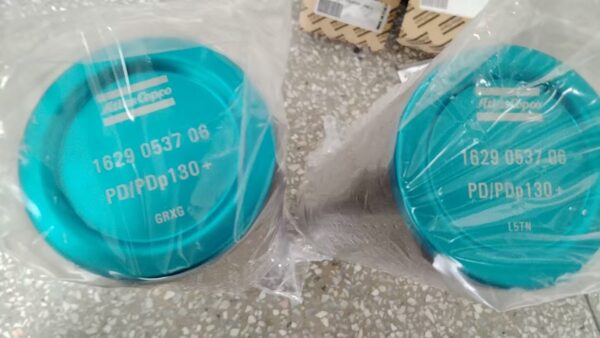 Atlas Copco
1629 0537 06
PD/PDp130+
GRXG
Atlas Copco
1629 0537 06
PD/PDp130+
L5TN